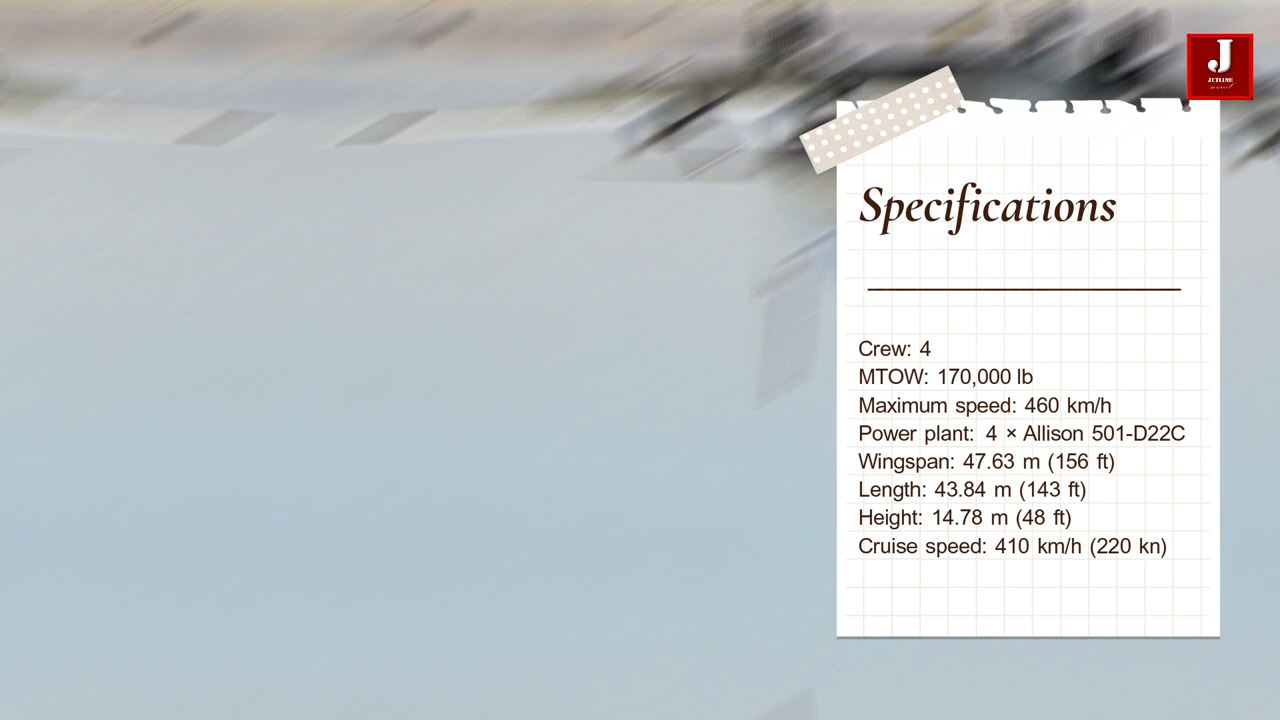 J
JETLINE
Specifications
Crew: 4
MTOW: 170,000 lb
Maximum speed: 460 km/h
Power plant: 4 × Allison 501-D22C
Wingspan: 47.63 m (156 ft)
Length: 43.84 m (143 ft)
Height: 14.78 m (48 ft)
Cruise speed: 410 km/h (220 kn)